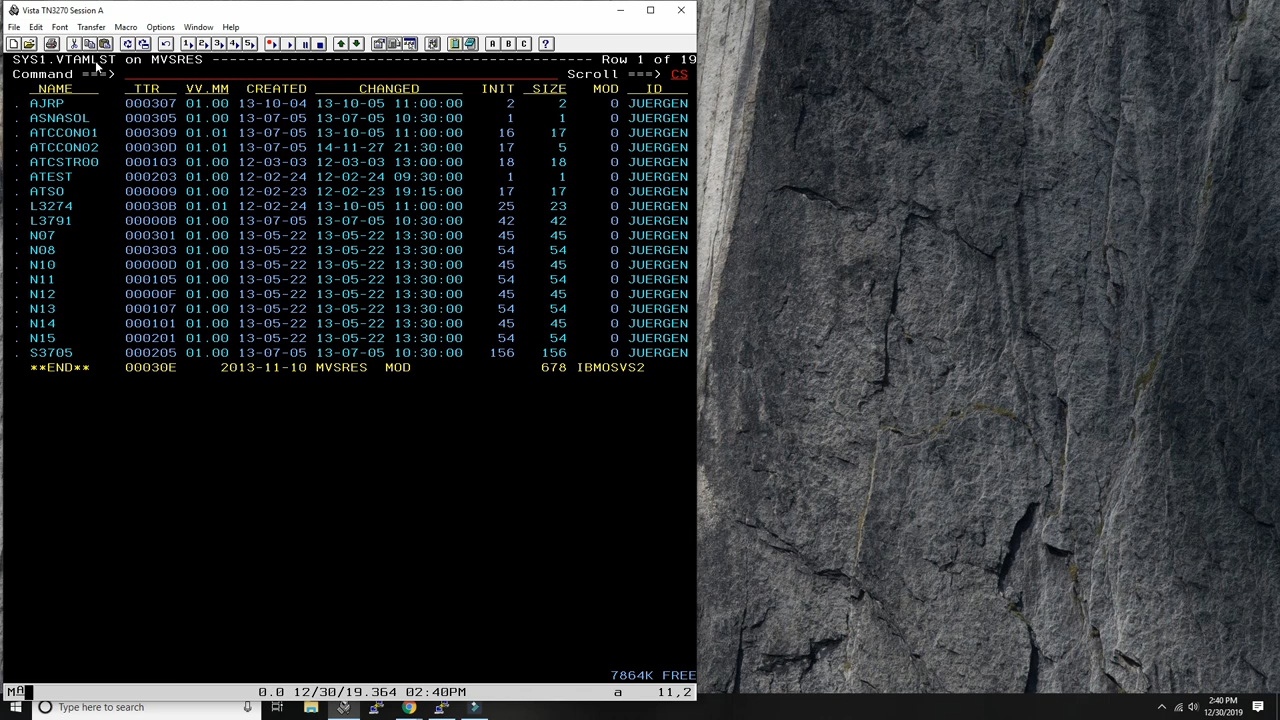 Vista TN3270 Session A
File Edit Font Transfer Macro Options Window Help
1 2 3 4 5 A B C ?
SYS1.VTAMLST on MVSRES ------------------------------------------- Row 1 of 19
Command ===> Scroll ===> CS
NAME TTR VV.MM CREATED CHANGED INIT SIZE MOD ID
. AJRP 000307 01.00 13-10-04 13-10-05 11:00:00 2 2 0 JUERGEN
. ASNASOL 000305 01.00 13-07-05 13-07-05 10:30:00 1 1 0 JUERGEN
. ATCCON01 000309 01.01 13-07-05 13-10-05 11:00:00 16 17 0 JUERGEN
. ATCCON02 00030D 01.01 13-07-05 14-11-27 21:30:00 17 5 0 JUERGEN
. ATCSTR00 000103 01.00 12-03-03 12-03-03 13:00:00 18 18 0 JUERGEN
. ATEST 000203 01.00 12-02-24 12-02-24 09:30:00 1 1 0 JUERGEN
. ATSO 000009 01.00 12-02-23 12-02-23 19:15:00 17 17 0 JUERGEN
. L3274 00030B 01.01 12-02-24 13-10-05 11:00:00 25 23 0 JUERGEN
. L3791 00000B 01.00 13-07-05 13-07-05 10:30:00 42 42 0 JUERGEN
. N07 000301 01.00 13-05-22 13-05-22 13:30:00 45 45 0 JUERGEN
. N08 000303 01.00 13-05-22 13-05-22 13:30:00 54 54 0 JUERGEN
. N10 00000D 01.00 13-05-22 13-05-22 13:30:00 45 45 0 JUERGEN
. N11 000105 01.00 13-05-22 13-05-22 13:30:00 54 54 0 JUERGEN
. N12 00000F 01.00 13-05-22 13-05-22 13:30:00 45 45 0 JUERGEN
. N13 000107 01.00 13-05-22 13-05-22 13:30:00 54 54 0 JUERGEN
. N14 000101 01.00 13-05-22 13-05-22 13:30:00 45 45 0 JUERGEN
. N15 000201 01.00 13-05-22 13-05-22 13:30:00 54 54 0 JUERGEN
. S3705 000205 01.00 13-07-05 13-07-05 10:30:00 156 156 0 JUERGEN
**END** 00030E 2013-11-10 MVSRES MOD 678 IBMOSVS2
7864K FREE
MA 0.0 12/30/19.364 02:40PM a 11,2
Type here to search
2:40 PM
12/30/2019